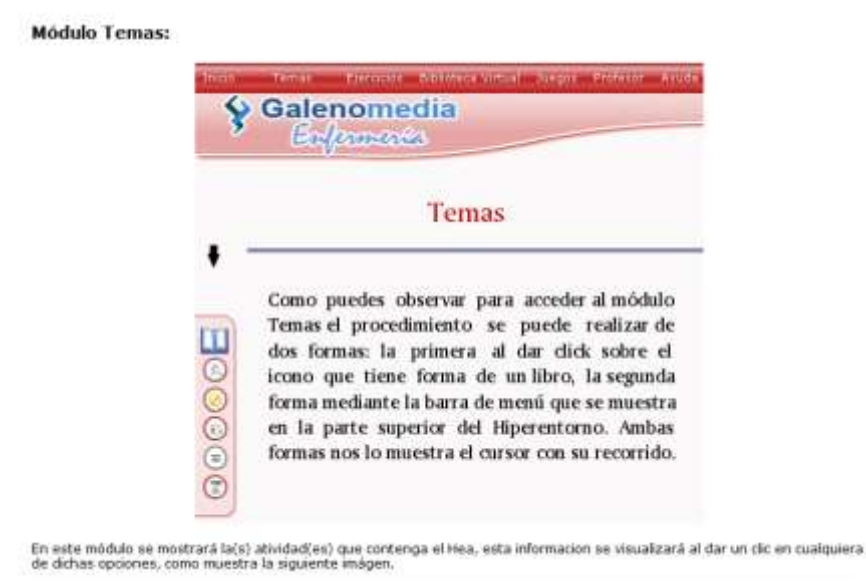 Módulo Temas:
Inicio Temas Ejercicios Biblioteca Virtual Juegos Profesor Ayuda
Galenomedia
Enfermería
Temas
Como puedes observar para acceder al módulo
Temas el procedimiento se puede realizar de
dos formas: la primera al dar click sobre el
icono que tiene forma de un libro, la segunda
forma mediante la barra de menú que se muestra
en la parte superior del Hiperentorno. Ambas
formas nos lo muestra el cursor con su recorrido.
En este módulo se mostrará la(s) atividad(es) que contenga el Hea, esta informacion se visualizará al dar un clic en cualquiera
de dichas opciones, como muestra la siguiente imágen.